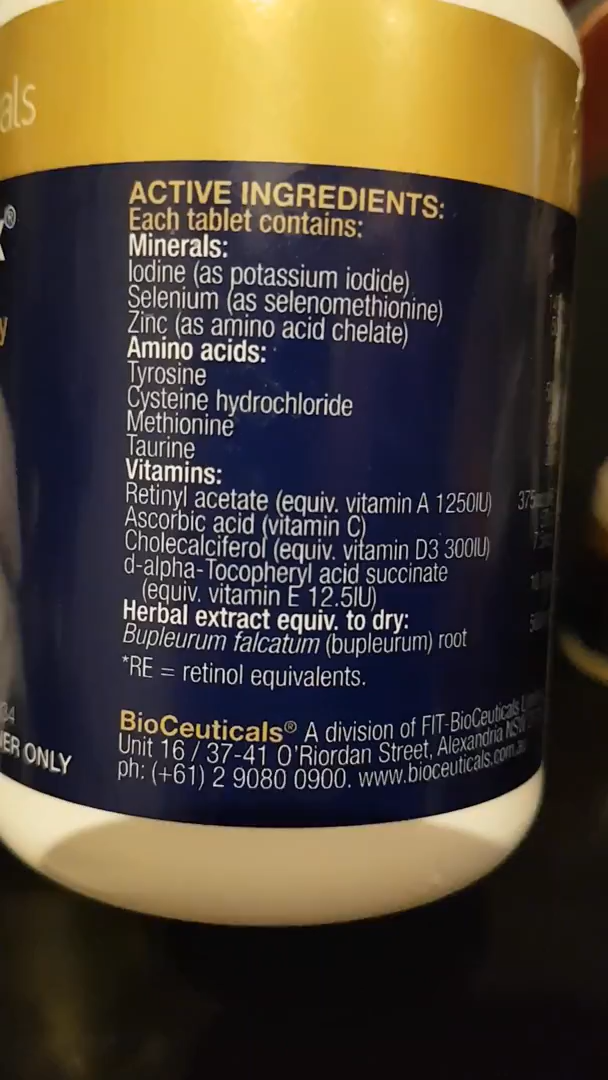 als
®
ACTIVE INGREDIENTS:
Each tablet contains:
Minerals:
Iodine (as potassium iodide)
Selenium (as selenomethionine)
Zinc (as amino acid chelate)
Amino acids:
Tyrosine
Cysteine hydrochloride
Methionine
Taurine
Vitamins:
Retinyl acetate (equiv. vitamin A 1250IU) 375
Ascorbic acid (vitamin C)
Cholecalciferol (equiv. vitamin D3 300IU)
d-alpha-Tocopheryl acid succinate
(equiv. vitamin E 12.5IU)
Herbal extract equiv. to dry:
Bupleurum falcatum (bupleurum) root
*RE = retinol equivalents.
BioCeuticals® A division of FIT-BioCeuticals
Unit 16 / 37-41 O'Riordan Street, Alexandria NSW
ER ONLY
ph: (+61) 2 9080 0900. www.bioceuticals.com.au